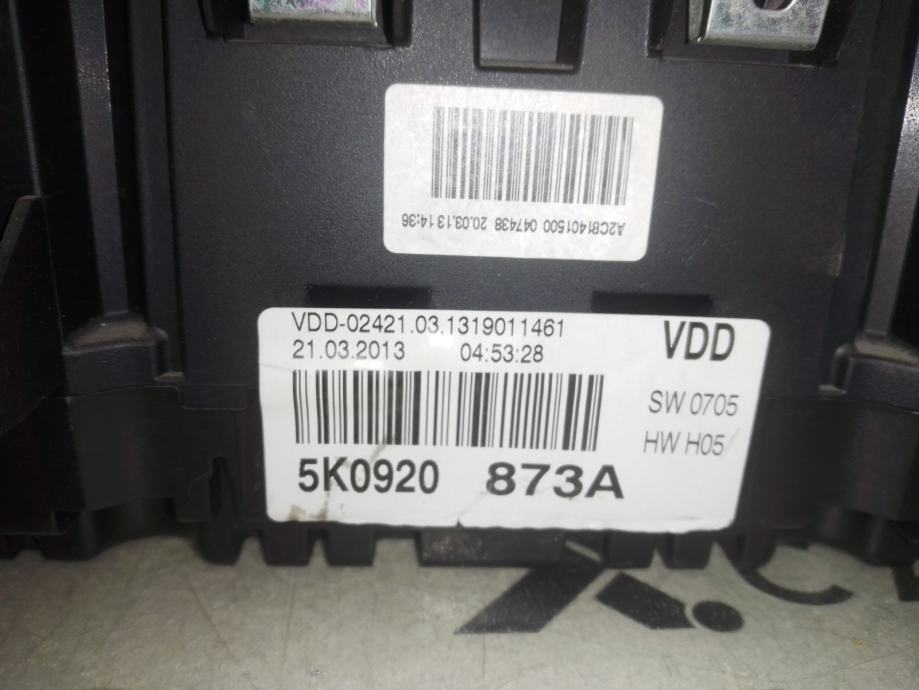 A2C81401500 047438 20.03.13 14:36
VDD-02421.03.1319011461
VDD
21.03.2013 04:53:28
SW 0705
HW H05
5K0920 873A